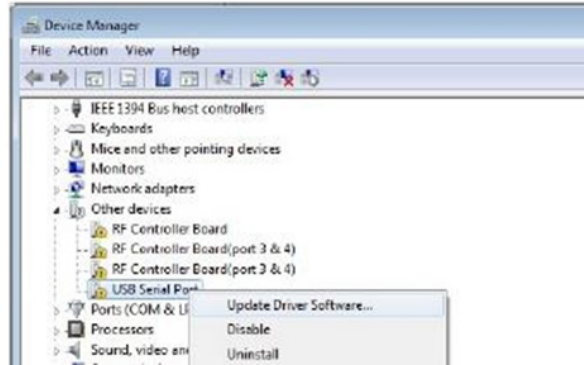 Device Manager
File Action View Help
IEEE 1394 Bus host controllers
Keyboards
Mice and other pointing devices
Monitors
Network adapters
Other devices
RF Controller Board
RF Controller Board(port 3 & 4)
RF Controller Board(port 3 & 4)
USB Serial Port
Update Driver Software...
Ports (COM &
Disable
Processors
Sound, video
Uninstall